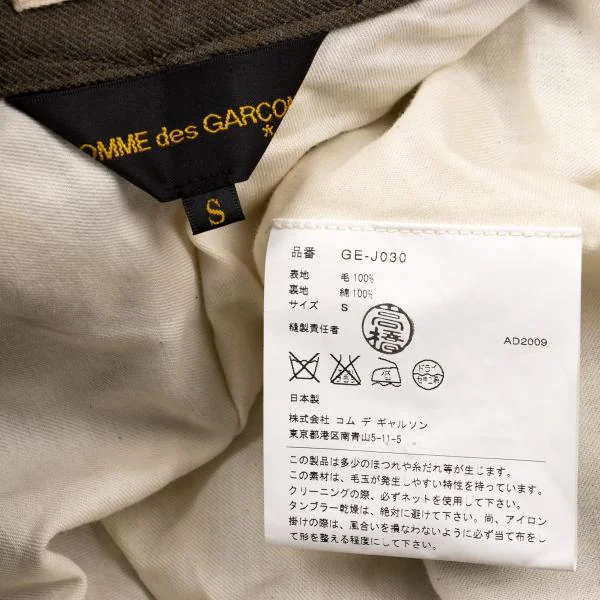 OMME des GARCON
*
S
品番 GE-J030
表地 毛 100%
裏地 綿 100%
サイズ S
縫製責任者 高橋
AD2009
ドライ
セキユ系
日本製
株式会社 コム デ ギャルソン
東京都港区南青山5-11-5
この製品は多少のほつれや糸だれ等が生じます。
この素材は、毛玉が発生しやすい特性を持っています。
クリーニングの際、必ずネットを使用して下さい。
タンブラー乾燥は、絶対に避けて下さい。尚、アイロン
掛けの際は、風合いを損なわないように必ず当て布をし
て形を整える程度にして下さい。